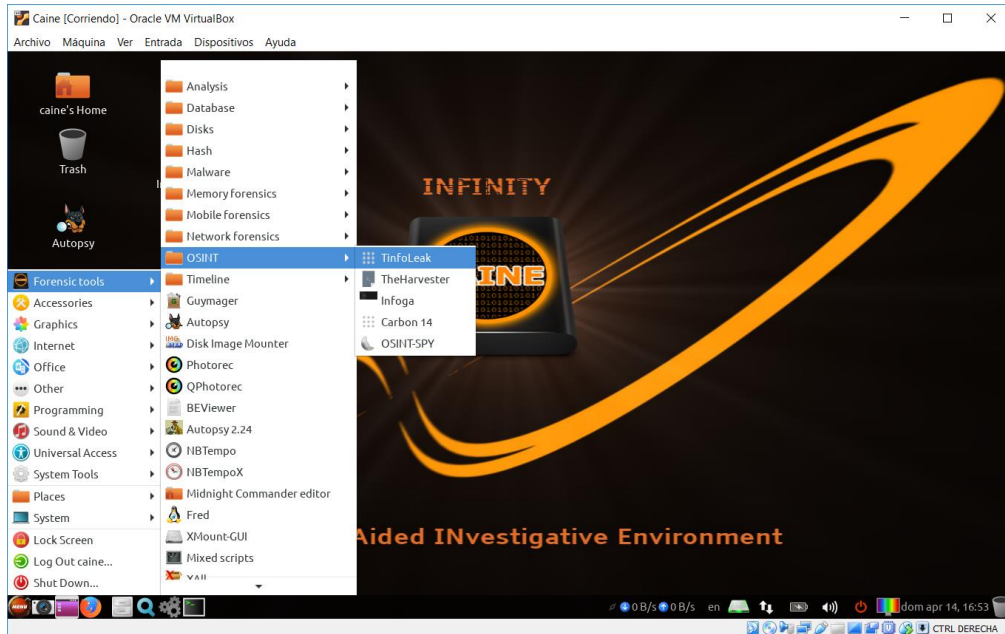 Caine [Corriendo] - Oracle VM VirtualBox
Archivo Máquina Ver Entrada Dispositivos Ayuda
caine's Home
Trash
Autopsy
Forensic tools
Accessories
Graphics
Internet
Office
Other
Programming
Sound & Video
Universal Access
System Tools
Places
System
Lock Screen
Log Out caine...
Shut Down...
Analysis
Database
Disks
Hash
Malware
Memory forensics
Mobile forensics
Network forensics
OSINT
Timeline
Guymager
Autopsy
Disk Image Mounter
Photorec
QPhotorec
BEViewer
Autopsy 2.24
NBTempo
NBTempoX
Midnight Commander editor
Fred
XMount-GUI
Mixed scripts
TinfoLeak
TheHarvester
Infoga
Carbon 14
OSINT-SPY
INFINITY
INE
Aided INvestigative Environment
MENU
0 B/s 0 B/s en dom apr 14, 16:53
CTRL DERECHA